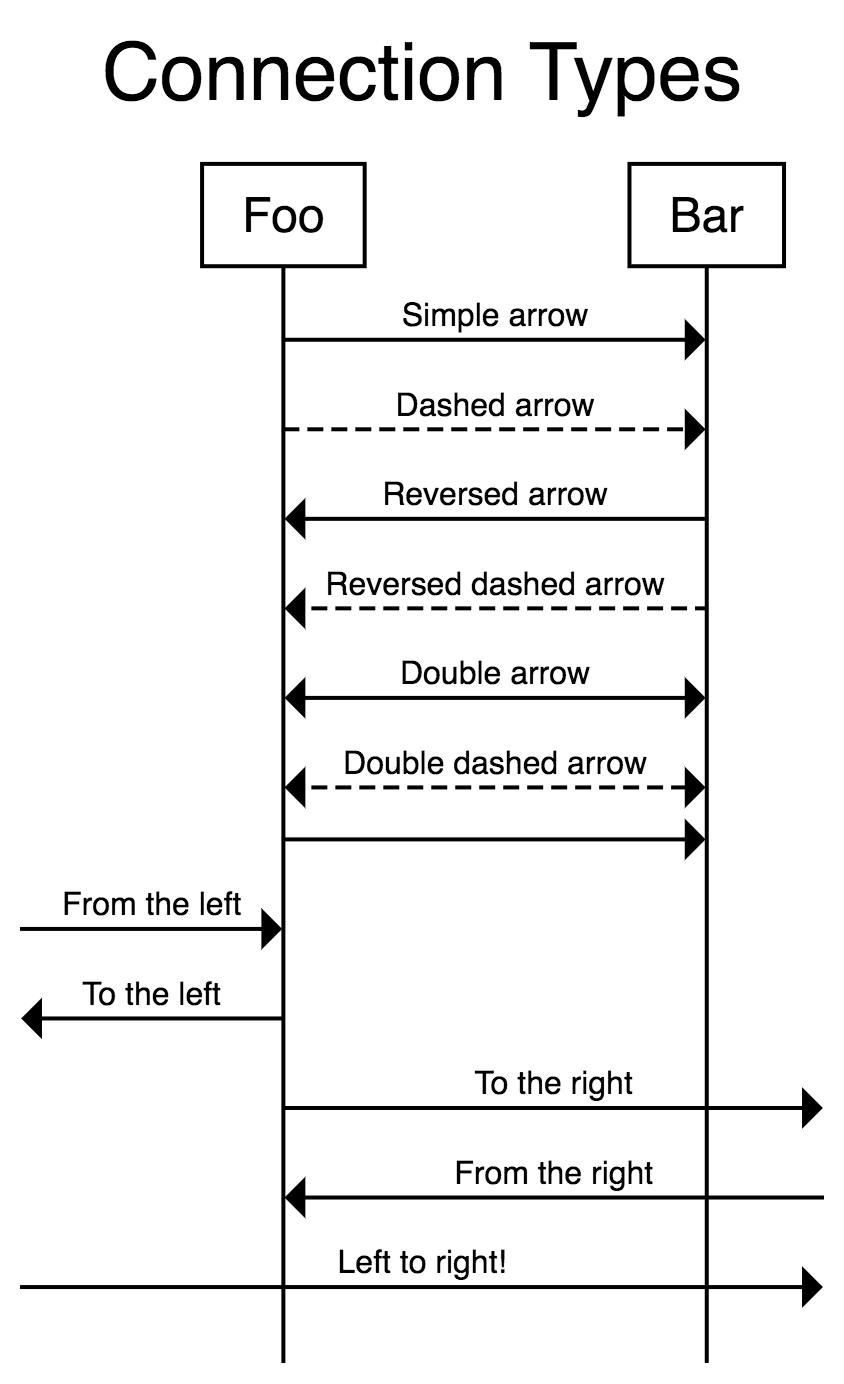 Connection Types
Foo
Bar
Simple arrow
Dashed arrow
Reversed arrow
Reversed dashed arrow
Double arrow
Double dashed arrow
From the left
To the left
To the right
From the right
Left to right!